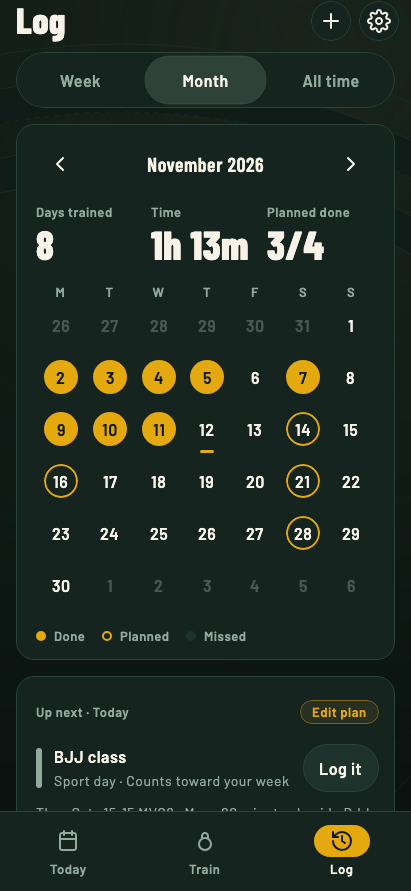 Log
Week Month All time
November 2026
Days trained Time Planned done
8 1h 13m 3/4
M T W T F S S
26 27 28 29 30 31 1
2 3 4 5 6 7 8
9 10 11 12 13 14 15
16 17 18 19 20 21 22
23 24 25 26 27 28 29
30 1 2 3 4 5 6
Done Planned Missed
Up next · Today Edit plan
BJJ class
Sport day · Counts toward your week
Log it
Today Train Log